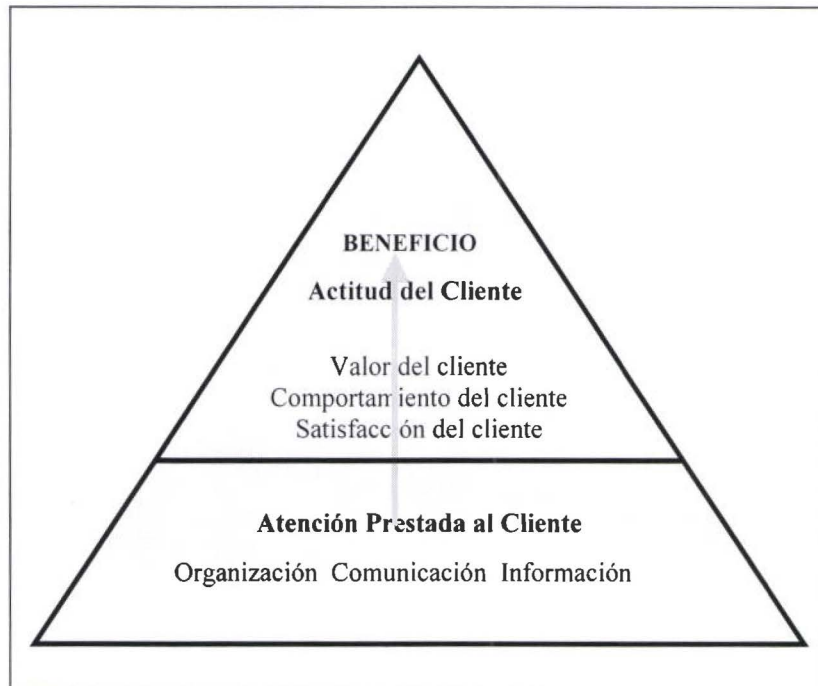 BENEFICIO
Actitud del Cliente
Valor del cliente
Comportamiento del cliente
Satisfacción del cliente
Atención Prestada al Cliente
Organización Comunicación Información